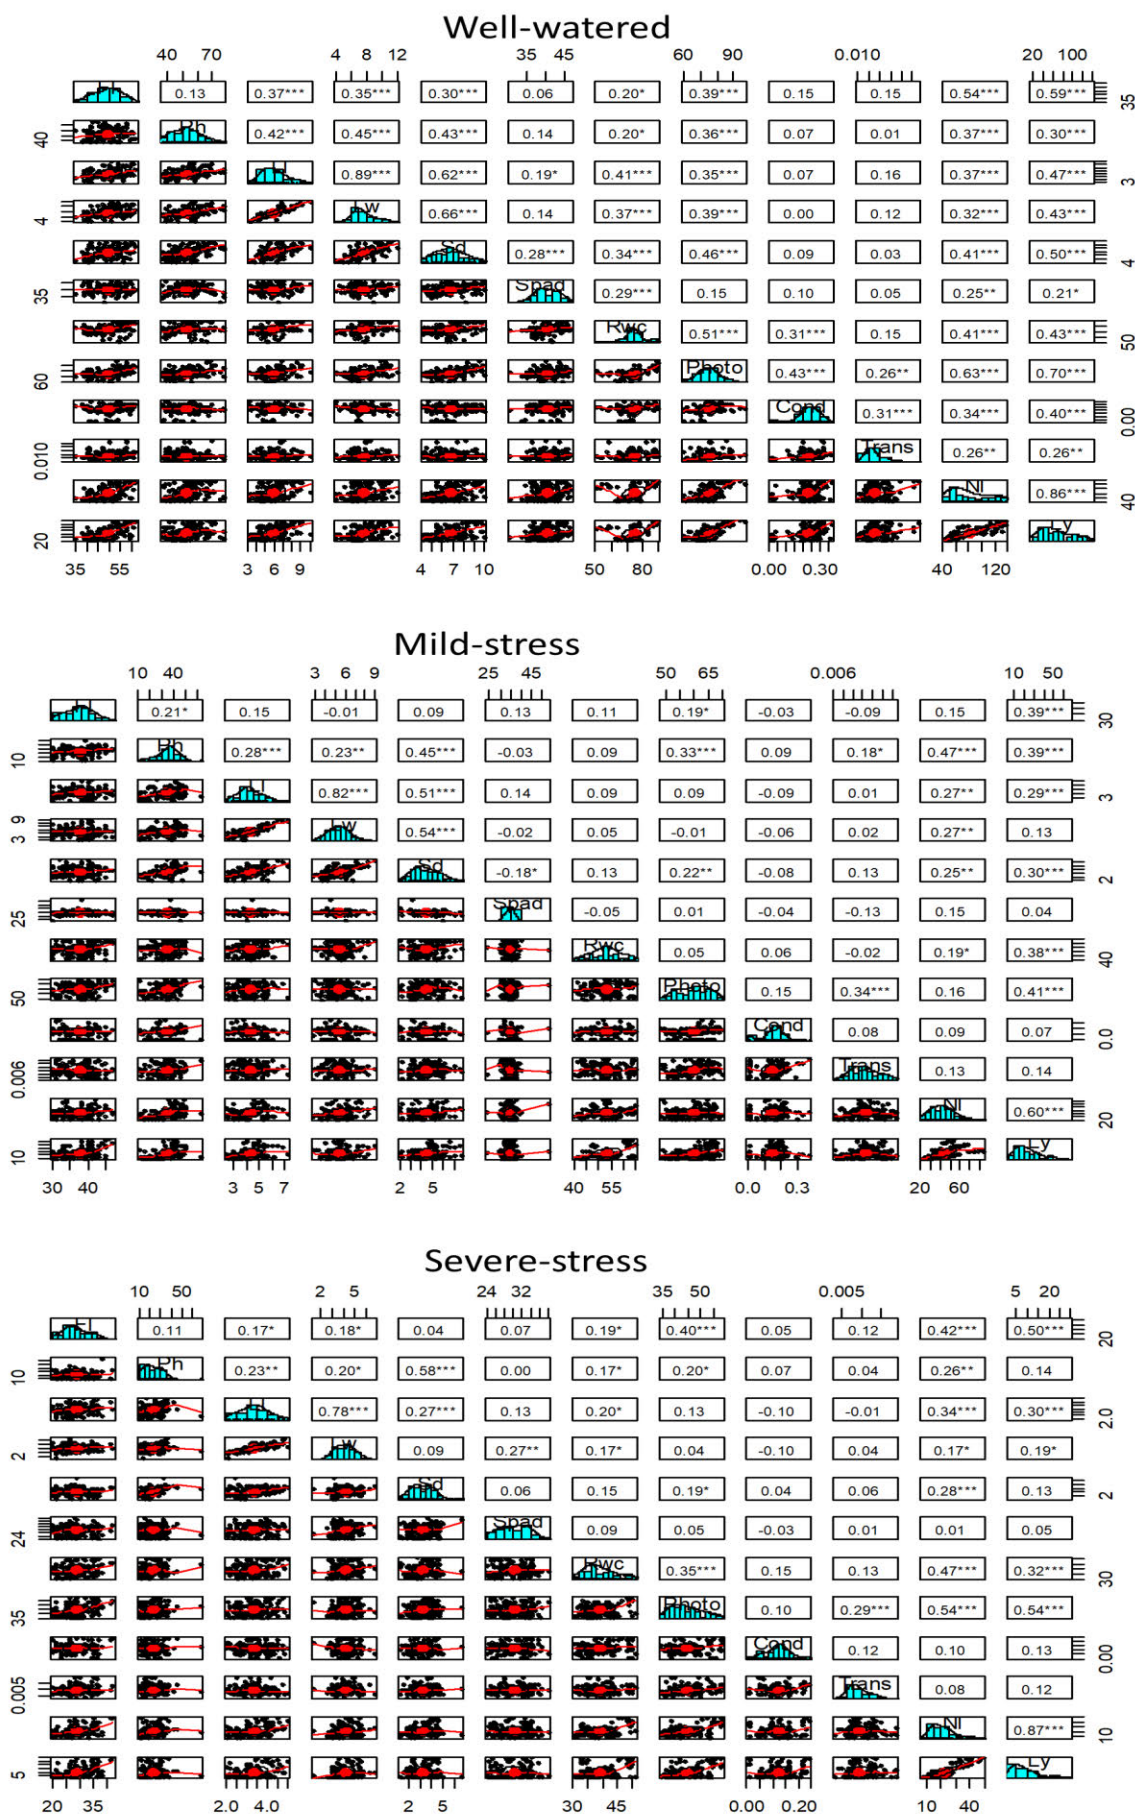 Well-watered
40 70 4 8 12 35 45 60 90 0.010 20 100
0.13 0.37*** 0.35*** 0.30*** 0.06 0.20* 0.39*** 0.15 0.15 0.54*** 0.59*** 35
40 Ph 0.42*** 0.45*** 0.43*** 0.14 0.20* 0.36*** 0.07 0.01 0.37*** 0.30***
0.89*** 0.62*** 0.19* 0.41*** 0.35*** 0.07 0.16 0.37*** 0.47*** 3
4 Lw 0.66*** 0.14 0.37*** 0.39*** 0.00 0.12 0.32*** 0.43***
Sd 0.28*** 0.34*** 0.46*** 0.09 0.03 0.41*** 0.50*** 4
35 Spad 0.29*** 0.15 0.10 0.05 0.25** 0.21*
Rwc 0.51*** 0.31*** 0.15 0.41*** 0.43*** 50
60 Photo 0.43*** 0.26** 0.63*** 0.70***
Cond 0.31*** 0.34*** 0.40*** 0.00
0.010 Trans 0.26** 0.26**
Nl 0.86*** 40
20 Ly
35 55 3 6 9 4 7 10 50 80 0.00 0.30 40 120
Mild-stress
10 40 3 6 9 25 45 50 65 0.006 10 50
0.21* 0.15 -0.01 0.09 0.13 0.11 0.19* -0.03 -0.09 0.15 0.39*** 30
10 Ph 0.28*** 0.23** 0.45*** -0.03 0.09 0.33*** 0.09 0.18* 0.47*** 0.39***
Ll 0.82*** 0.51*** 0.14 0.09 0.09 -0.09 0.01 0.27** 0.29*** 3
3 9 Lw 0.54*** -0.02 0.05 -0.01 -0.06 0.02 0.27** 0.13
Sd -0.18* 0.13 0.22** -0.08 0.13 0.25** 0.30*** 2
25 Spad -0.05 0.01 -0.04 -0.13 0.15 0.04
Rwc 0.05 0.06 -0.02 0.19* 0.38*** 40
50 Photo 0.15 0.34*** 0.16 0.41***
Cond 0.08 0.09 0.07 0.0
0.006 Trans 0.13 0.14
Nl 0.60*** 20
10 Ly
30 40 3 5 7 2 5 40 55 0.0 0.3 20 60
Severe-stress
10 50 2 5 24 32 35 50 0.005 5 20
0.11 0.17* 0.18* 0.04 0.07 0.19* 0.40*** 0.05 0.12 0.42*** 0.50*** 20
10 Ph 0.23** 0.20* 0.58*** 0.00 0.17* 0.20* 0.07 0.04 0.26** 0.14
Ll 0.78*** 0.27*** 0.13 0.20* 0.13 -0.10 -0.01 0.34*** 0.30*** 2.0
2 Lw 0.09 0.27** 0.17* 0.04 -0.10 0.04 0.17* 0.19*
Sd 0.06 0.15 0.19* 0.04 0.06 0.28*** 0.13 2
24 Spad 0.09 0.05 -0.03 0.01 0.01 0.05
Rwc 0.35*** 0.15 0.13 0.47*** 0.32*** 30
35 Photo 0.10 0.29*** 0.54*** 0.54***
Cond 0.12 0.10 0.13 0.00
0.005 Trans 0.08 0.12
Nl 0.87*** 10
5 Ly
20 35 2.0 4.0 2 5 30 45 0.00 0.20 10 40